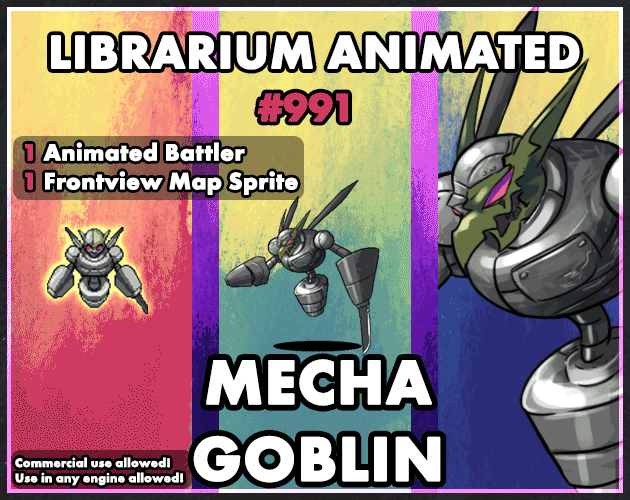 LIBRARIUM ANIMATED
#991
1 Animated Battler
1 Frontview Map Sprite
MECHA
GOBLIN
Commercial use allowed!
Use in any engine allowed!